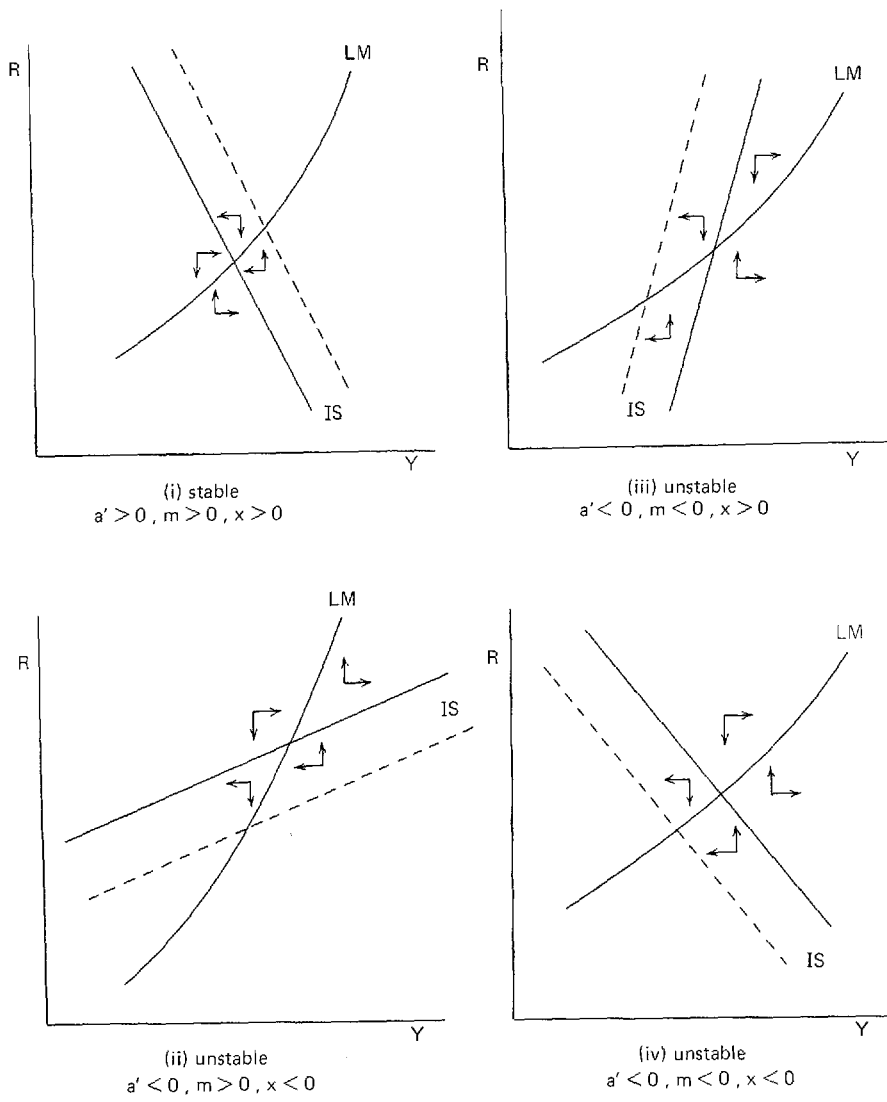 R
LM
IS
Y
(i) stable
a' > 0 , m > 0 , x > 0
R
LM
IS
Y
(iii) unstable
a' < 0 , m < 0 , x > 0
R
LM
IS
Y
(ii) unstable
a' < 0 , m > 0 , x < 0
R
LM
IS
Y
(iv) unstable
a' < 0 , m < 0 , x < 0